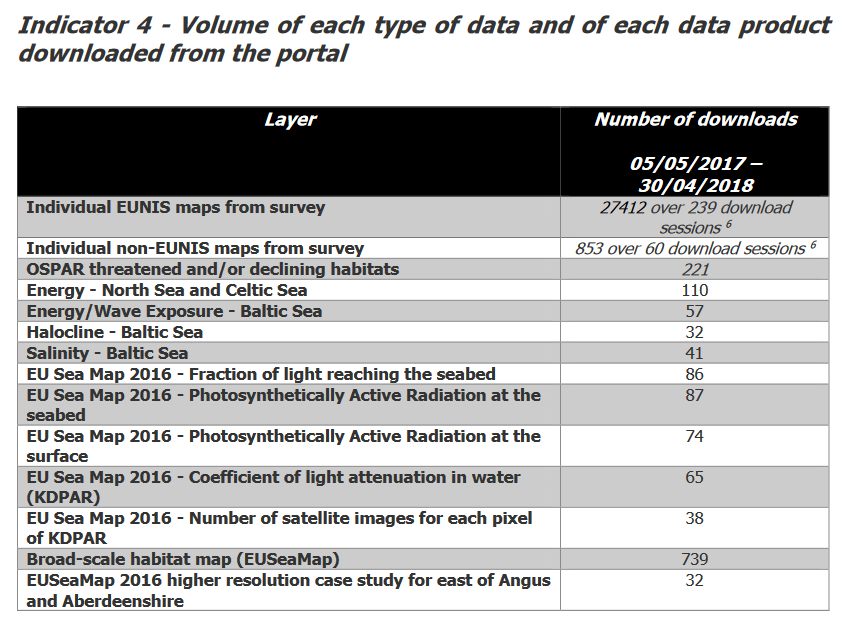 Indicator 4 - Volume of each type of data and of each data product
downloaded from the portal
Layer
Number of downloads
05/05/2017 –
30/04/2018
Individual EUNIS maps from survey
27412 over 239 download
sessions 6
Individual non-EUNIS maps from survey
853 over 60 download sessions 6
OSPAR threatened and/or declining habitats
221
Energy - North Sea and Celtic Sea
110
Energy/Wave Exposure - Baltic Sea
57
Halocline - Baltic Sea
32
Salinity - Baltic Sea
41
EU Sea Map 2016 - Fraction of light reaching the seabed
86
EU Sea Map 2016 - Photosynthetically Active Radiation at the
seabed
87
EU Sea Map 2016 - Photosynthetically Active Radiation at the
surface
74
EU Sea Map 2016 - Coefficient of light attenuation in water
(KDPAR)
65
EU Sea Map 2016 - Number of satellite images for each pixel
of KDPAR
38
Broad-scale habitat map (EUSeaMap)
739
EUSeaMap 2016 higher resolution case study for east of Angus
and Aberdeenshire
32